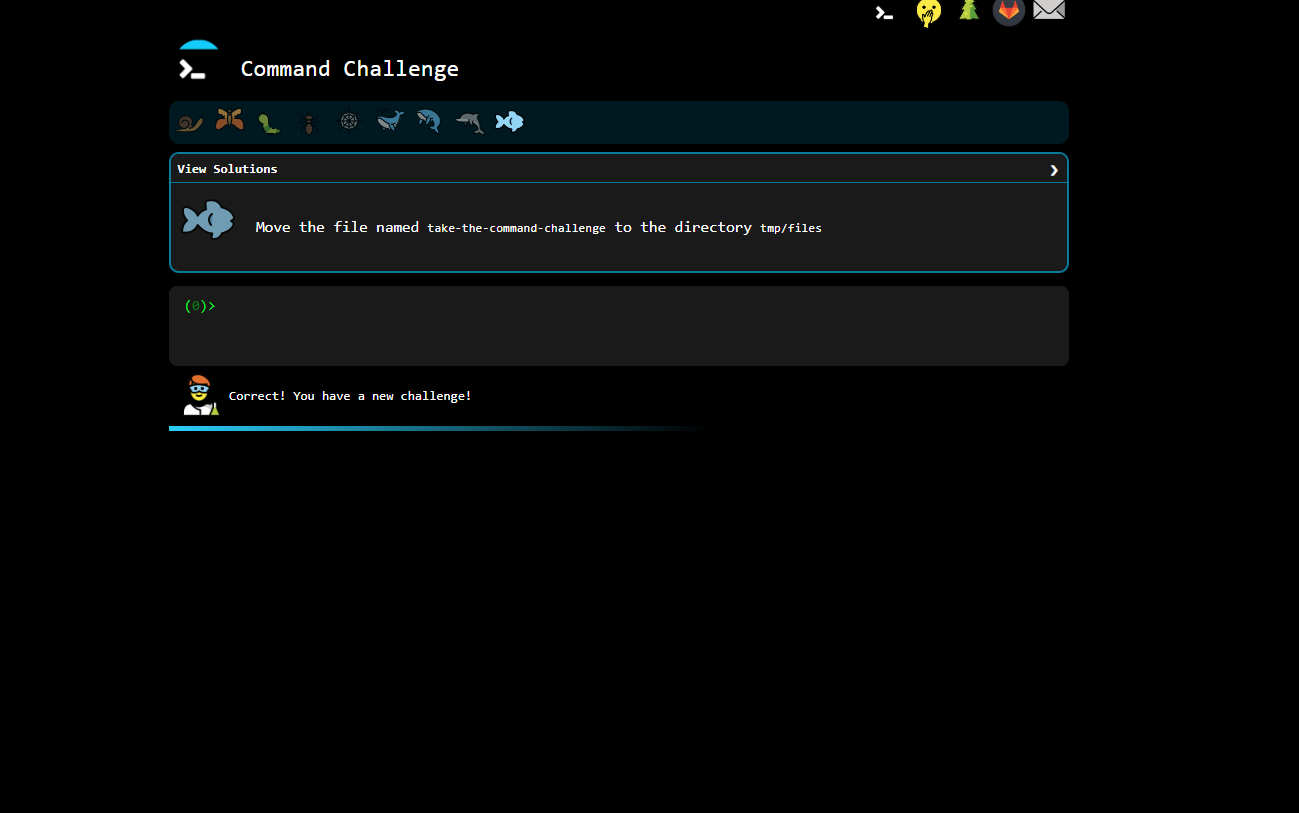 Command Challenge
View Solutions
Move the file named take-the-command-challenge to the directory tmp/files
(0)>
Correct! You have a new challenge!